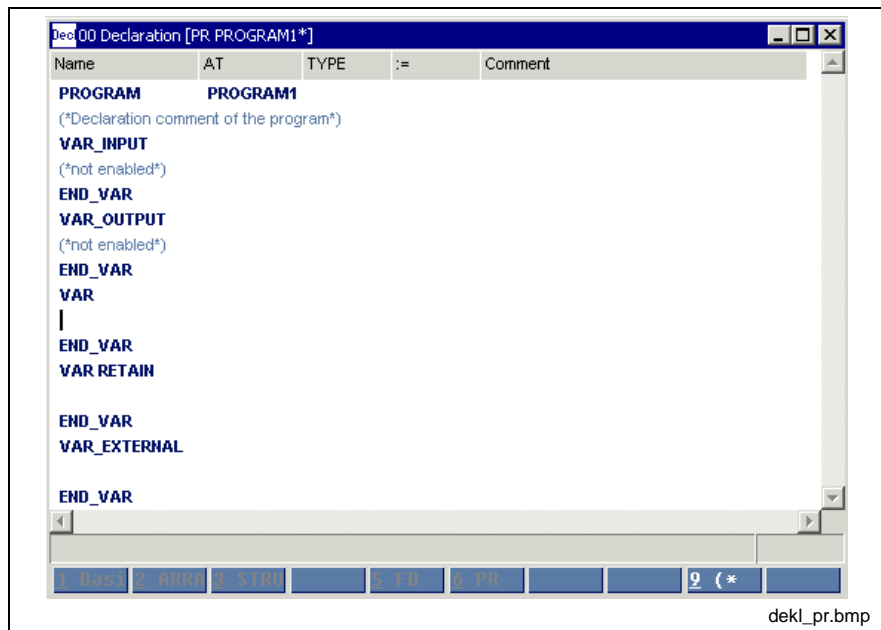 Decl 00 Declaration [PR PROGRAM1*]
Name AT TYPE := Comment
PROGRAM PROGRAM1
(*Declaration comment of the program*)
VAR_INPUT
(*not enabled*)
END_VAR
VAR_OUTPUT
(*not enabled*)
END_VAR
VAR
END_VAR
VAR RETAIN
END_VAR
VAR_EXTERNAL
END_VAR
1 Basi 2 ARRA 3 STRU 5 FB 6 PR 9 (*
dekl_pr.bmp